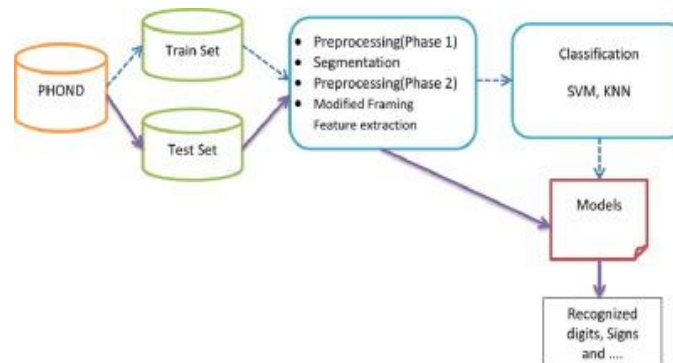 PHOND
Train Set
Test Set
• Preprocessing(Phase 1)
• Segmentation
• Preprocessing(Phase 2)
• Modified Framing
Feature extraction
Classification
SVM, KNN
Models
Recognized
digits, Signs
and ....